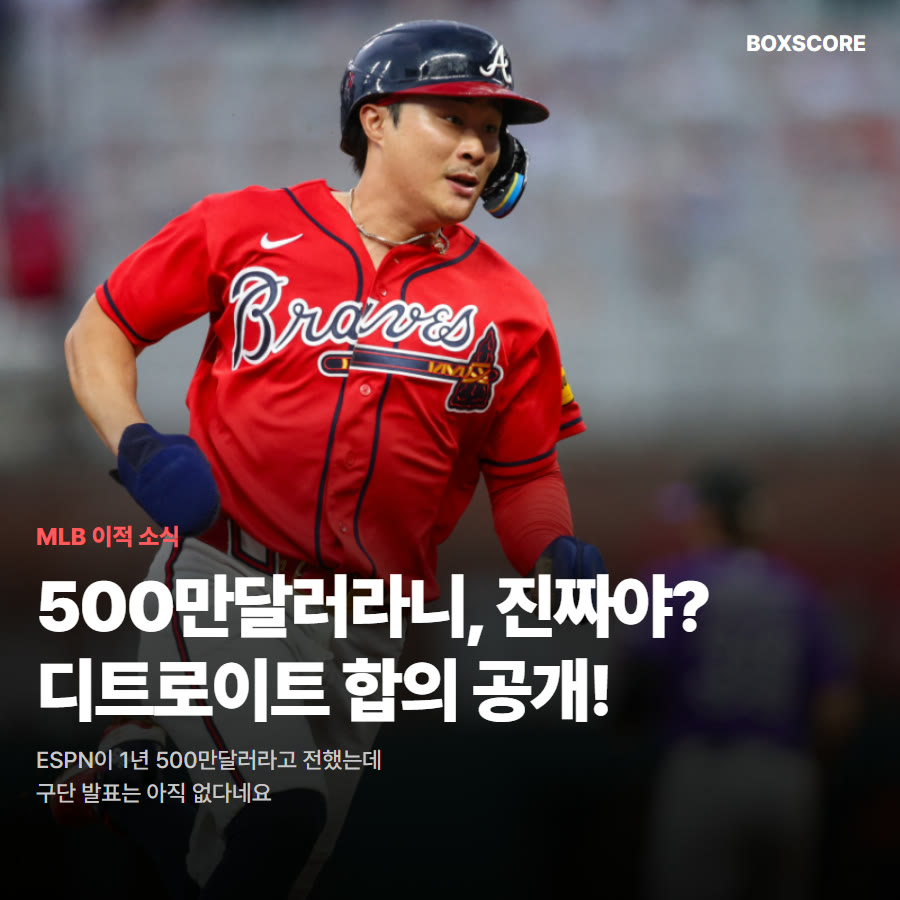 BOXSCORE
A
Braves
MLB 이적 소식
500만달러라니, 진짜야?
디트로이트 합의 공개!
ESPN이 1년 500만달러라고 전했는데
구단 발표는 아직 없다네요